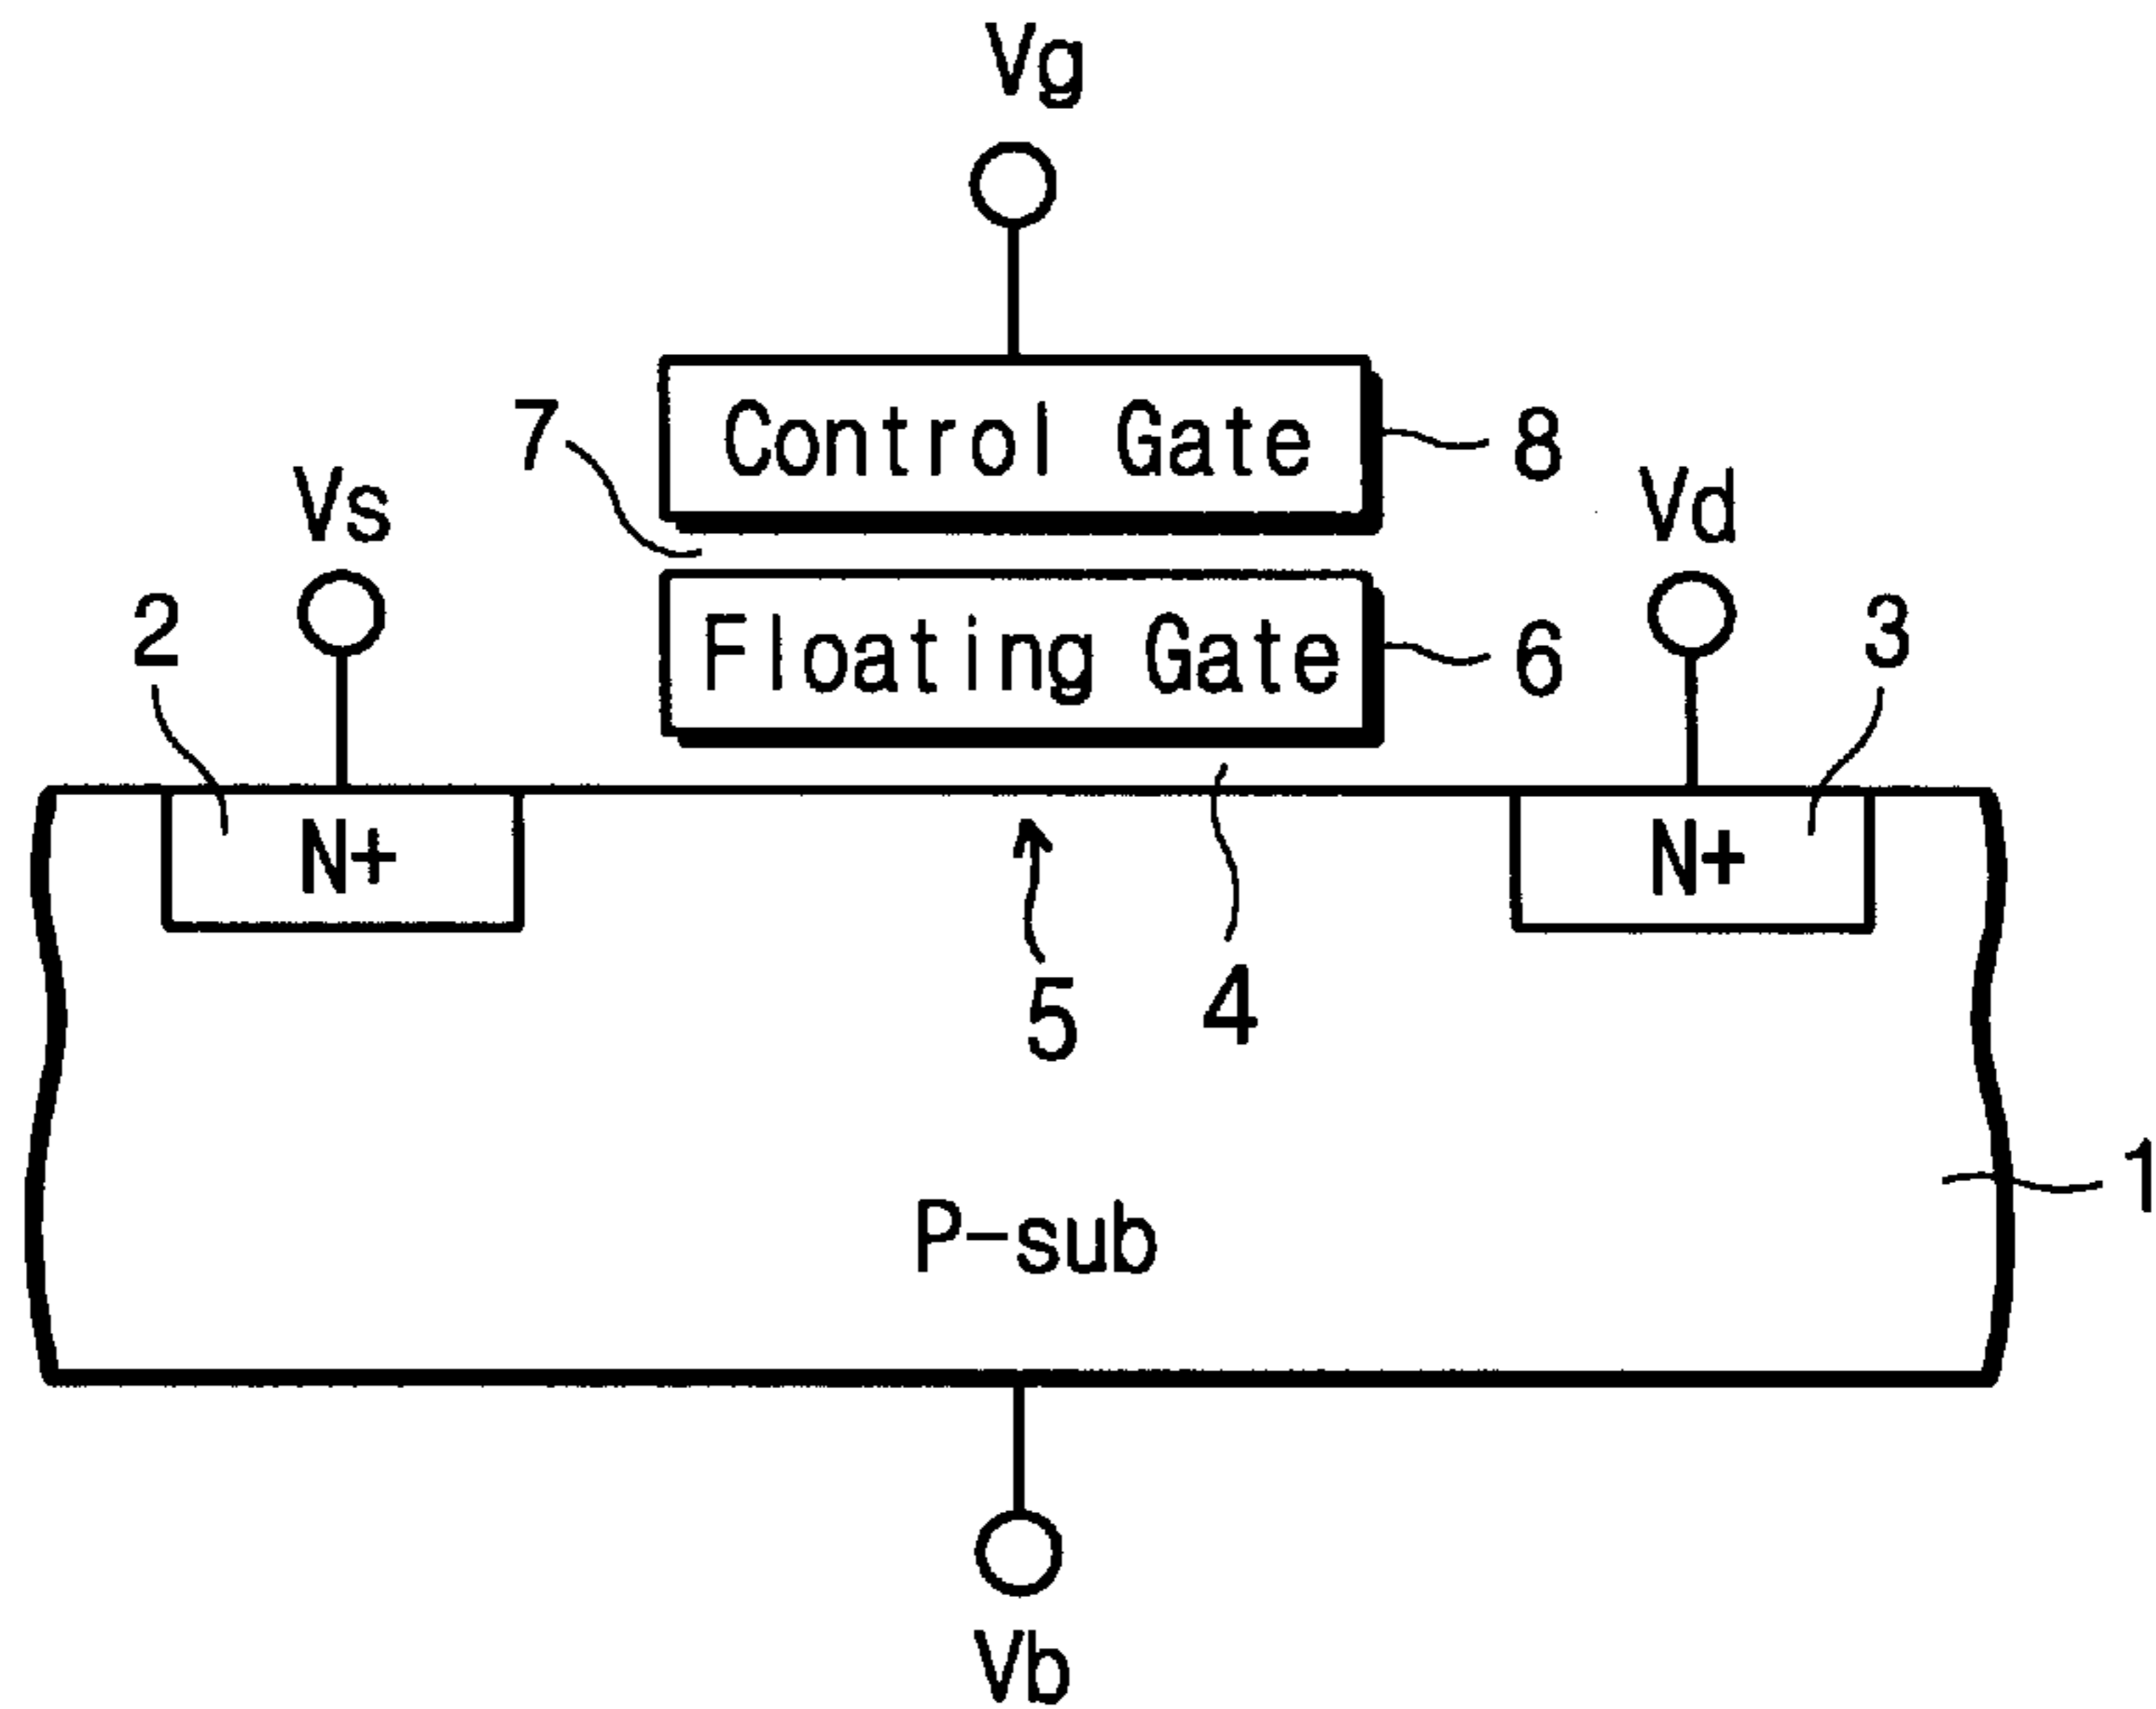 Vg
7
Control Gate
8
Vs
Vd
2
Floating Gate
6
3
N+
N+
5
4
1
P-sub
Vb